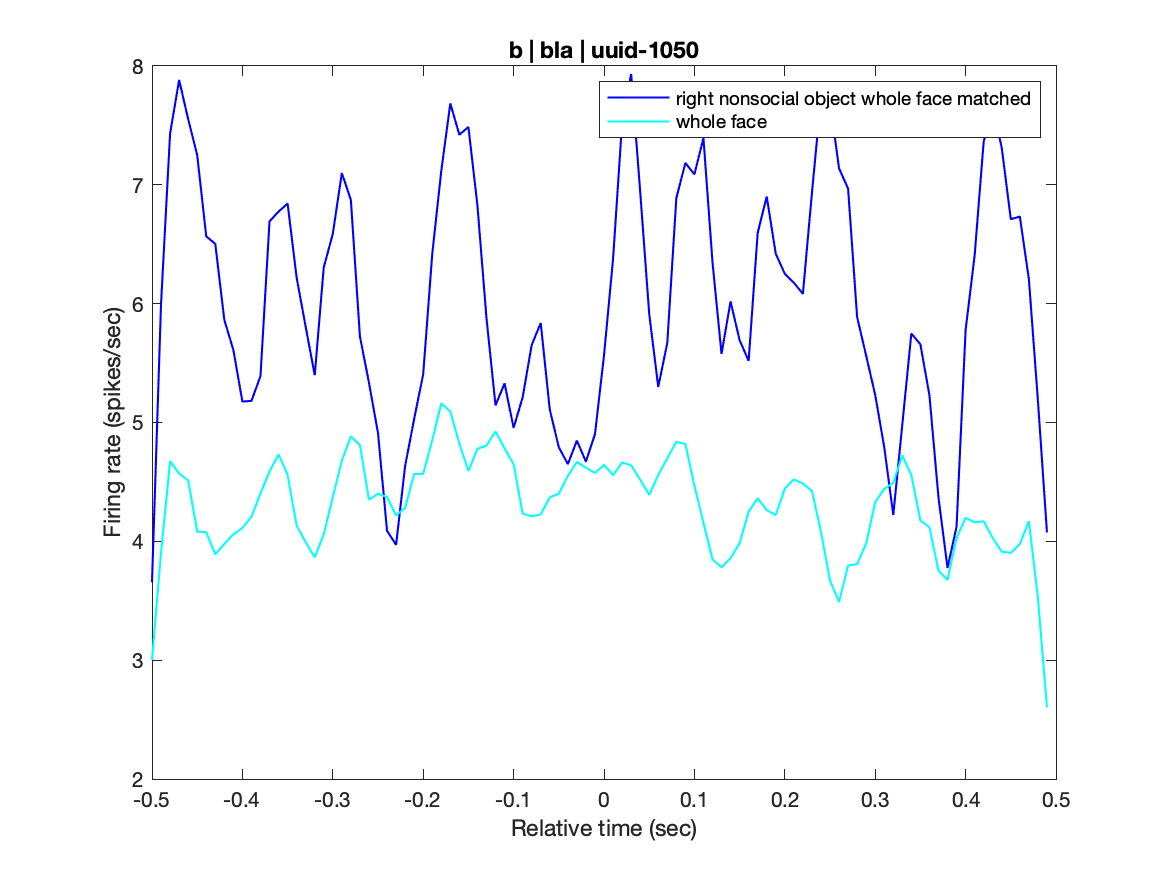 b | bla | uuid-1050
right nonsocial object whole face matched
whole face
8
7
6
5
4
3
2
Firing rate (spikes/sec)
-0.5 -0.4 -0.3 -0.2 -0.1 0 0.1 0.2 0.3 0.4 0.5
Relative time (sec)